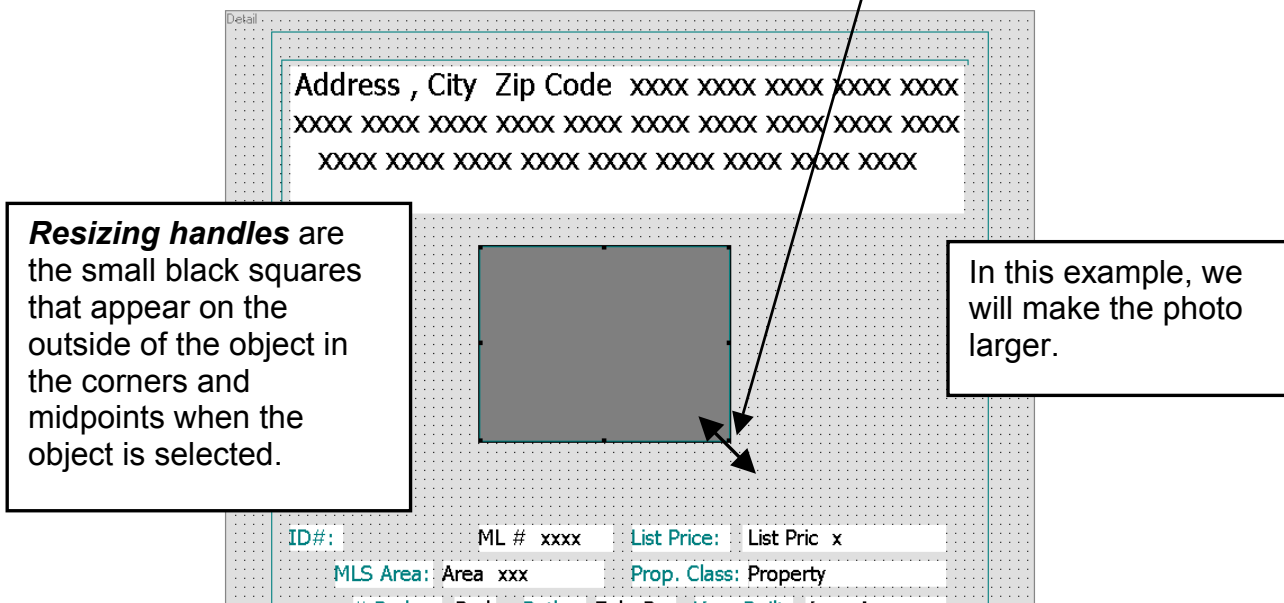 Detail
Address , City Zip Code xxxx xxxx xxxx xxxx xxxx
xxxx xxxx xxxx xxxx xxxx xxxx xxxx xxxx xxxx xxxx
xxxx xxxx xxxx xxxx xxxx xxxx xxxx xxxx xxxx
Resizing handles are
the small black squares
that appear on the
outside of the object in
the corners and
midpoints when the
object is selected.
In this example, we
will make the photo
larger.
ID#: ML # xxxx List Price: List Pric x
MLS Area: Area xxx Prop. Class: Property